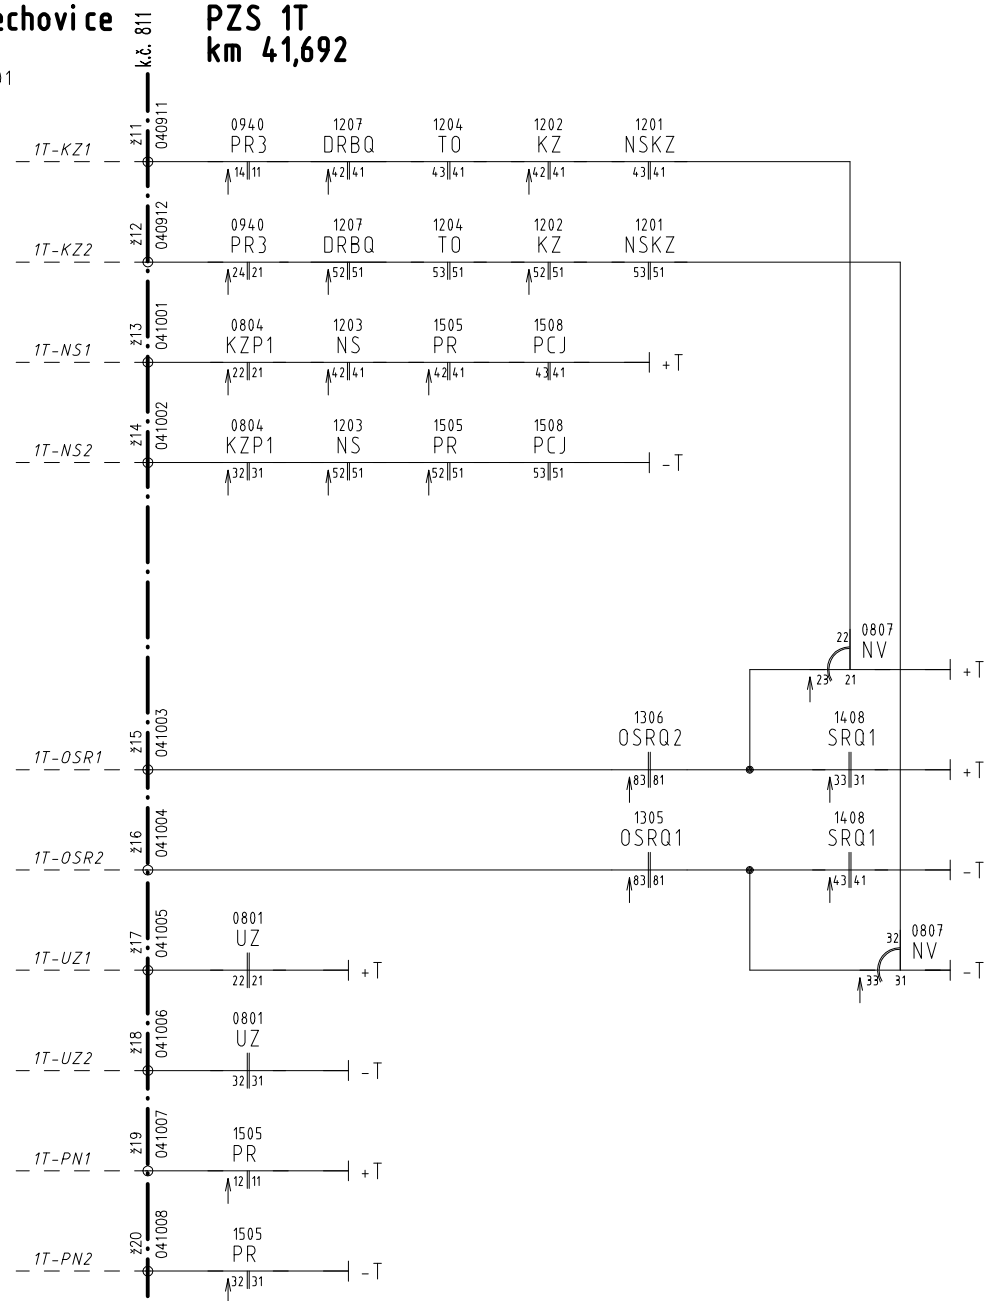 echovice
PZS 1T
km 41,692
k.č. 811
1
1T-KZ1
ž11
040911
0940 1207 1204 1202 1201
PR3 DRBQ TO KZ NSKZ
14 11 42 41 43 41 42 41 43 41
1T-KZ2
ž12
040912
0940 1207 1204 1202 1201
PR3 DRBQ TO KZ NSKZ
24 21 52 51 53 51 52 51 53 51
1T-NS1
ž13
041001
0804 1203 1505 1508
KZP1 NS PR PCJ
22 21 42 41 42 41 43 41
+T
1T-NS2
ž14
041002
0804 1203 1505 1508
KZP1 NS PR PCJ
32 31 52 51 52 51 53 51
-T
22 0807
NV
23 21
+T
1T-OSR1
ž15
041003
1306 1408
OSRQ2 SRQ1
83 81 33 31
+T
1T-OSR2
ž16
041004
1305 1408
OSRQ1 SRQ1
83 81 43 41
-T
1T-UZ1
ž17
041005
0801
UZ
22 21
+T
32 0807
NV
33 31
-T
1T-UZ2
ž18
041006
0801
UZ
32 31
-T
1T-PN1
ž19
041007
1505
PR
12 11
+T
1T-PN2
ž20
041008
1505
PR
32 31
-T